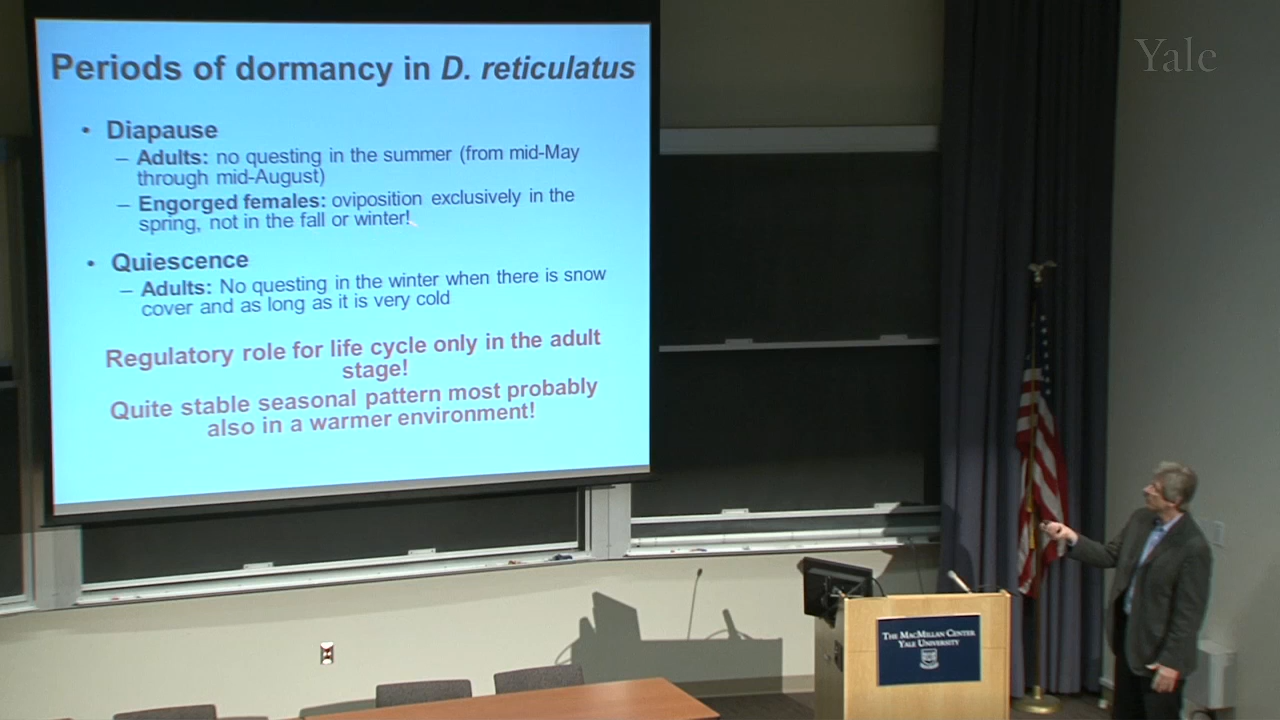 Periods of dormancy in D. reticulatus
• Diapause
– Adults: no questing in the summer (from mid-May
through mid-August)
– Engorged females: oviposition exclusively in the
spring, not in the fall or winter!
• Quiescence
– Adults: No questing in the winter when there is snow
cover and as long as it is very cold
Regulatory role for life cycle only in the adult
stage!
Quite stable seasonal pattern most probably
also in a warmer environment!
Yale
THE MACMILLAN CENTER
YALE UNIVERSITY